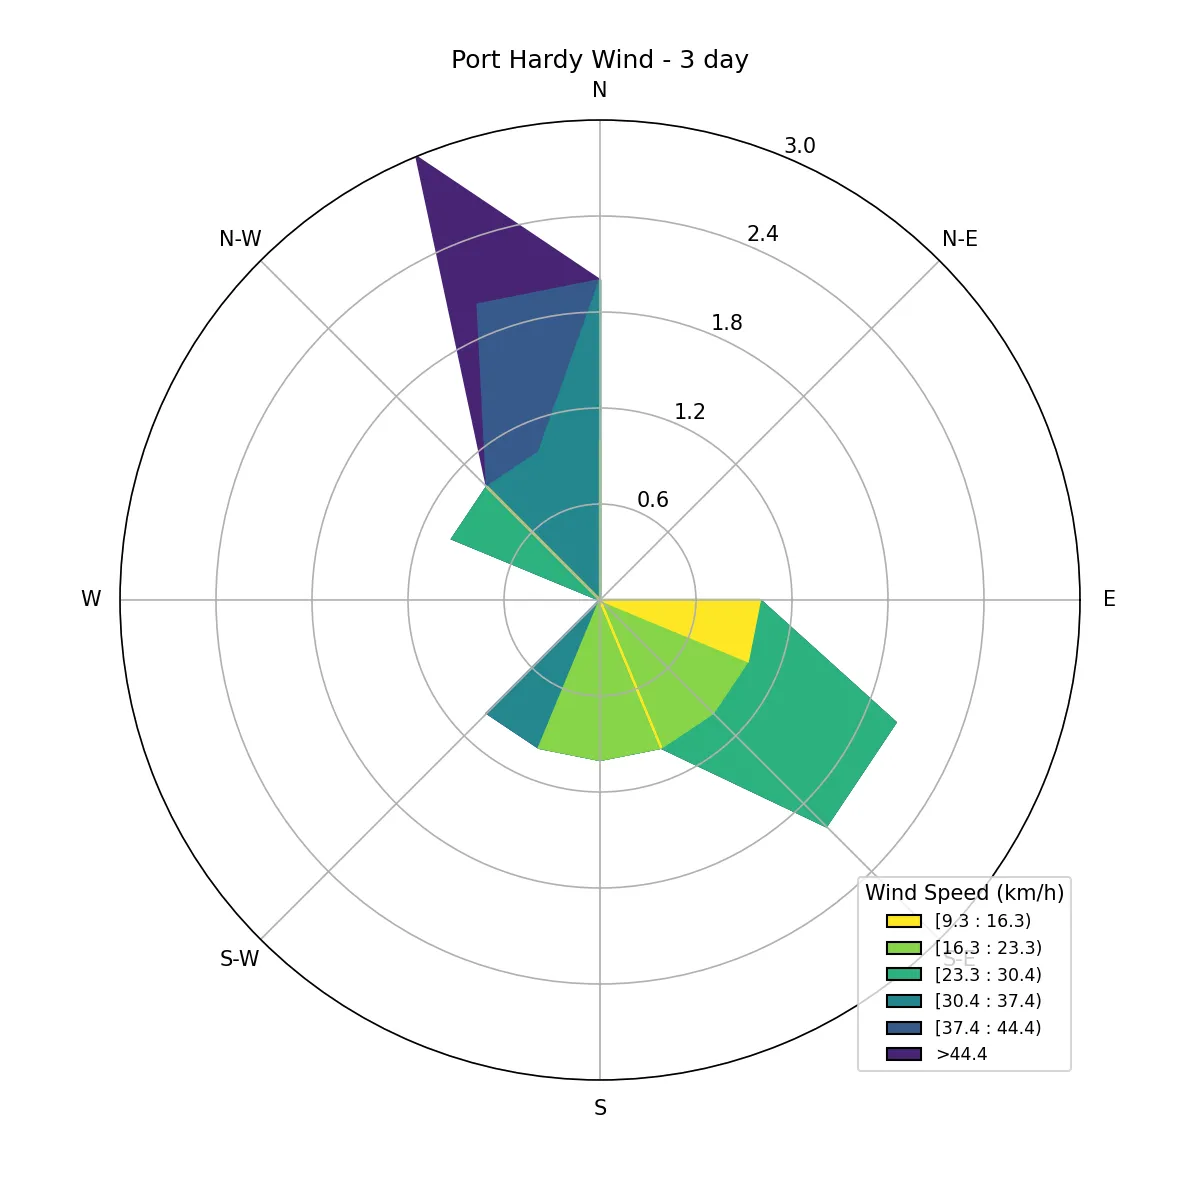 Port Hardy Wind - 3 day
N
3.0
N-W
2.4
N-E
1.8
1.2
0.6
W
E
Wind Speed (km/h)
[9.3 : 16.3)
[16.3 : 23.3)
S-W
S-E
[23.3 : 30.4)
[30.4 : 37.4)
[37.4 : 44.4)
>44.4
S